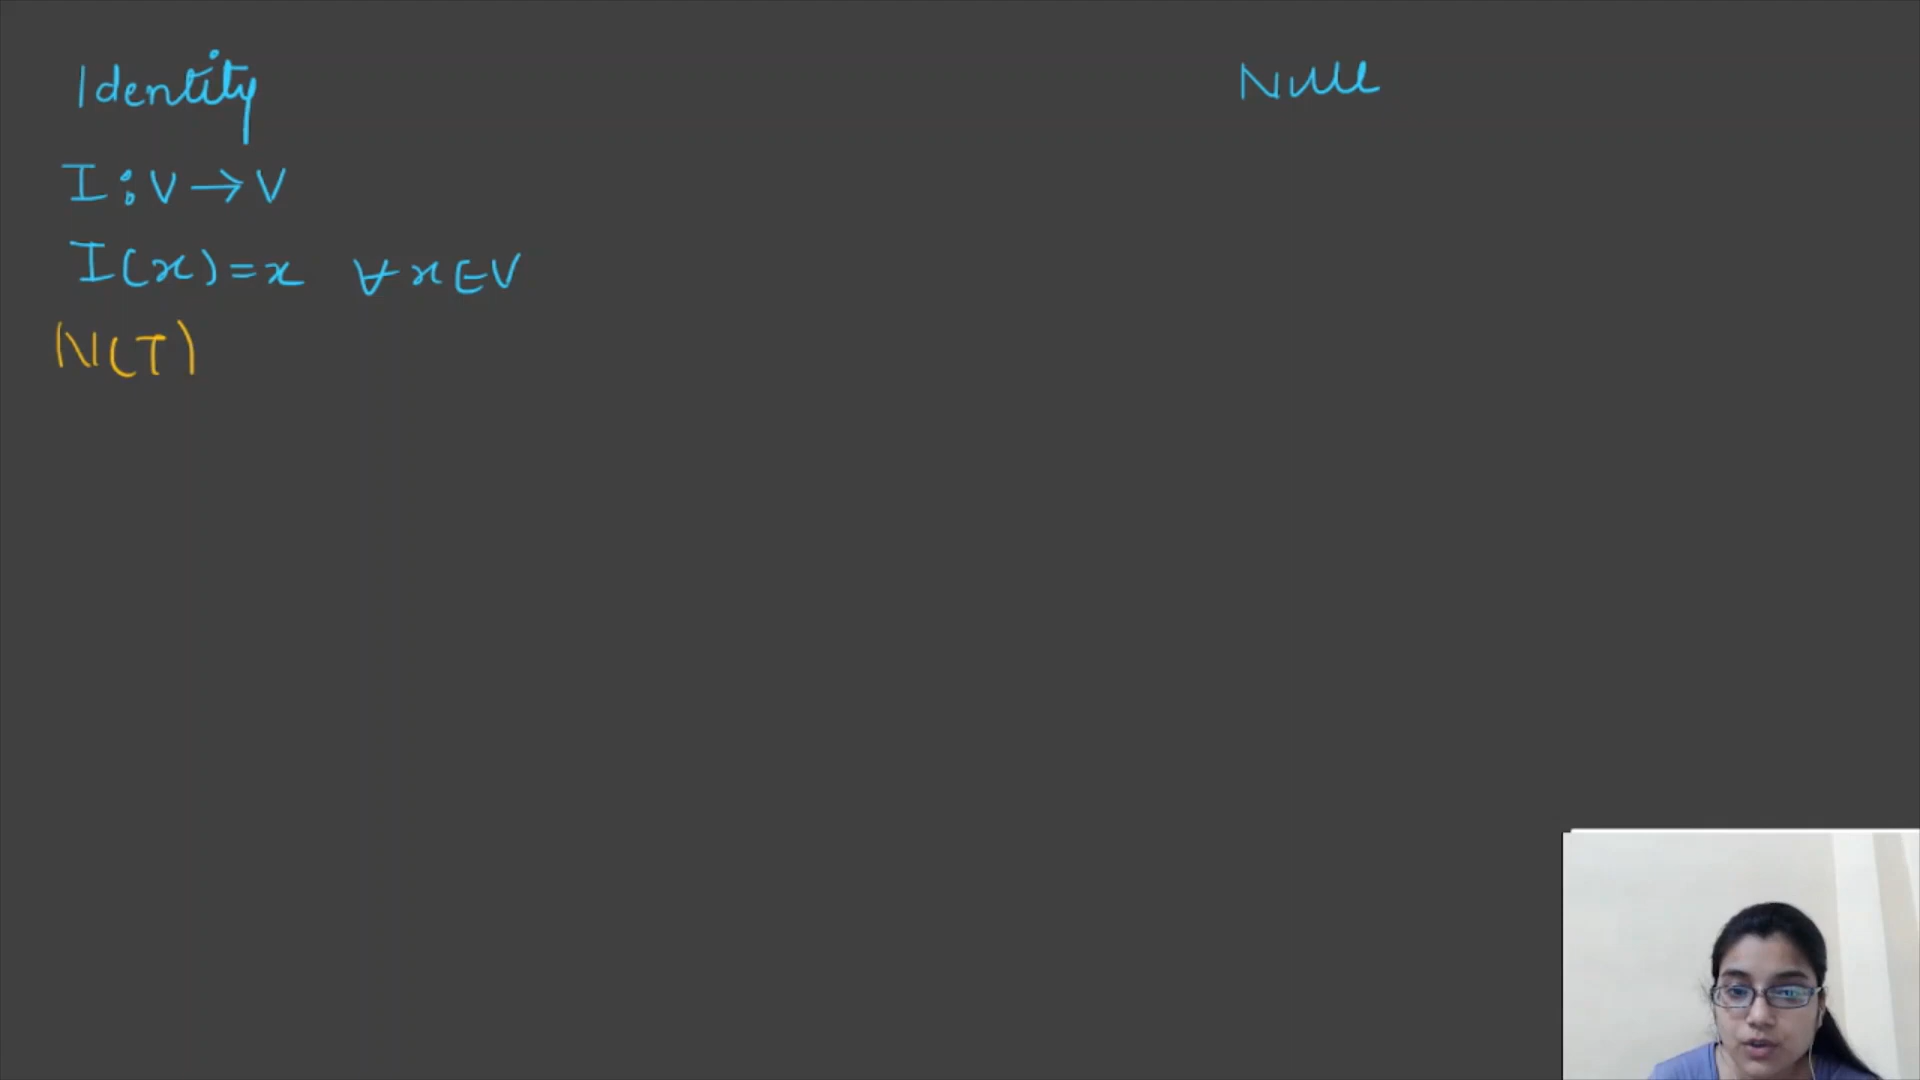 Identity
Null
I : V → V
I(x) = x ∀ x ∈ V
N(T)